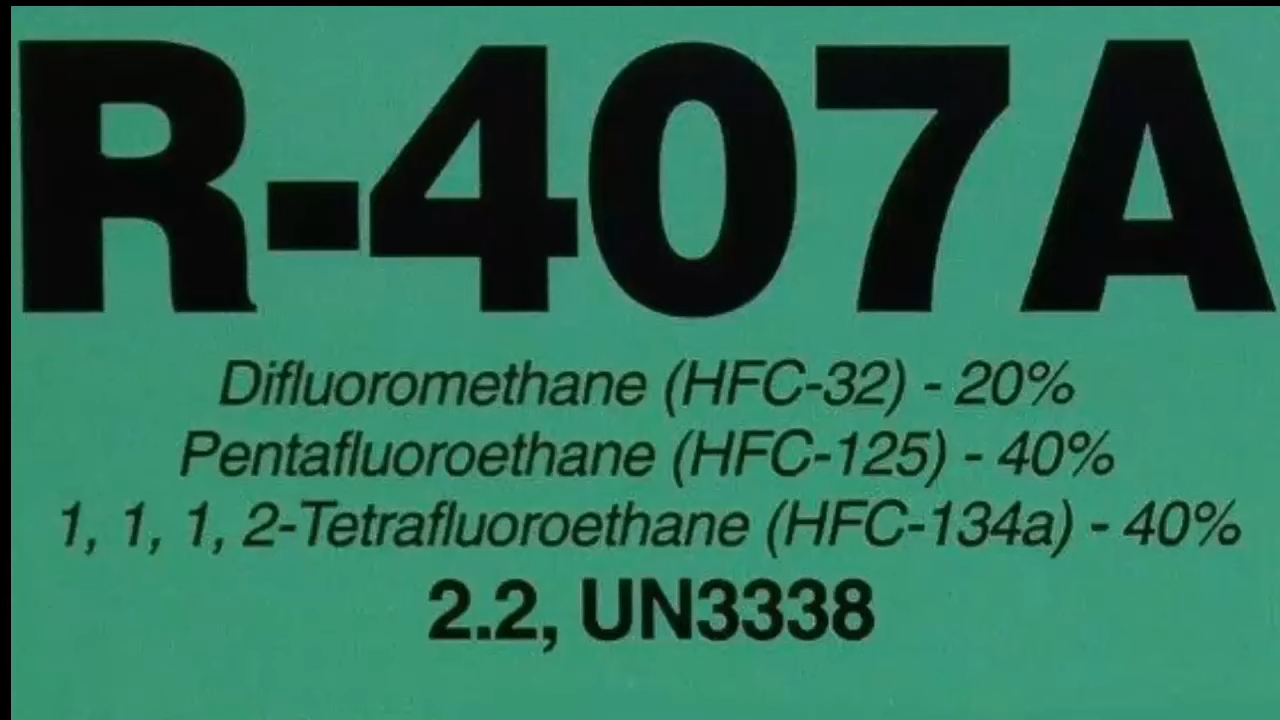 R-407A
Difluoromethane (HFC-32) - 20%
Pentafluoroethane (HFC-125) - 40%
1, 1, 1, 2-Tetrafluoroethane (HFC-134a) - 40%
2.2, UN3338